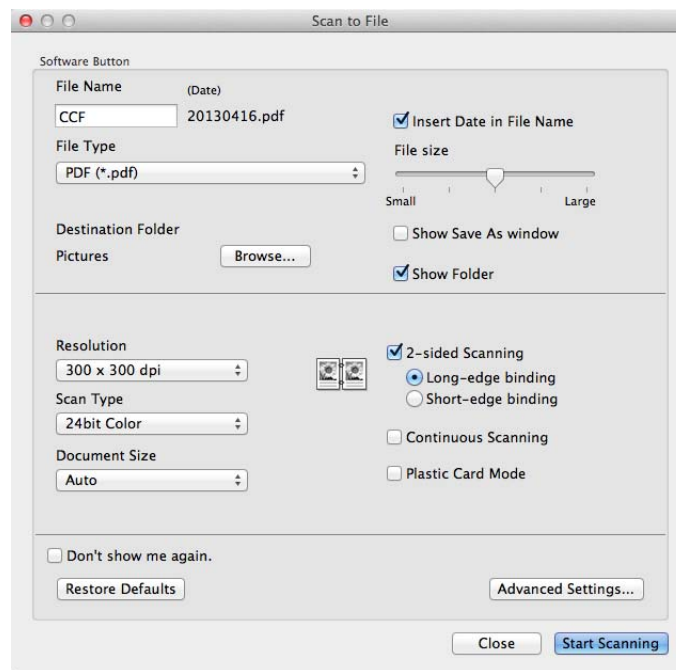 Scan to File
Software Button
File Name
(Date)
CCF
20130416.pdf
Insert Date in File Name
File Type
File size
PDF (*.pdf)
Small
Large
Destination Folder
Show Save As window
Pictures
Browse...
Show Folder
Resolution
2-sided Scanning
300 x 300 dpi
Long-edge binding
Scan Type
Short-edge binding
24bit Color
Continuous Scanning
Document Size
Plastic Card Mode
Auto
Don't show me again.
Restore Defaults
Advanced Settings...
Close
Start Scanning